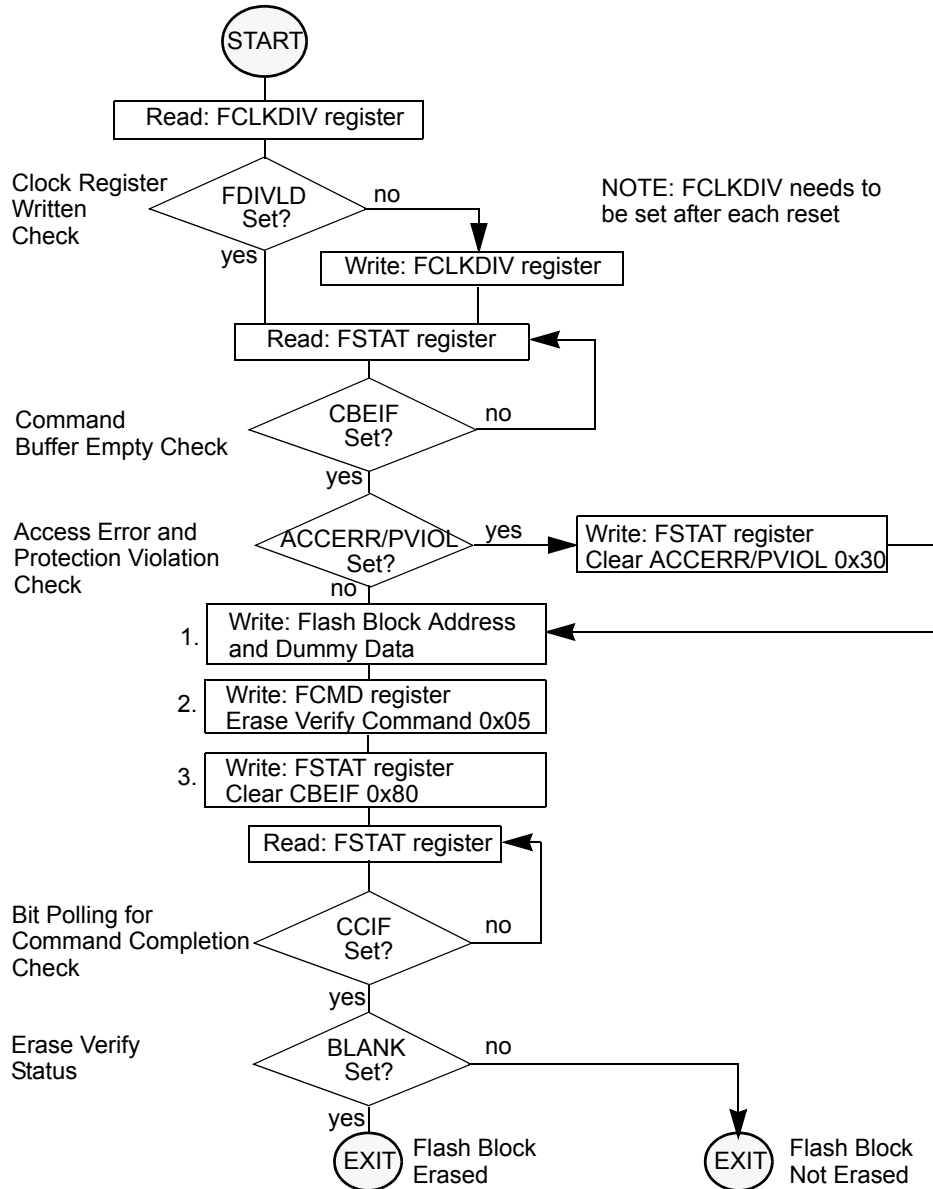 START
Read: FCLKDIV register
Clock Register
Written
Check
FDIVLD
Set?
no
yes
NOTE: FCLKDIV needs to
be set after each reset
Write: FCLKDIV register
Read: FSTAT register
Command
Buffer Empty Check
CBEIF
Set?
no
yes
Access Error and
Protection Violation
Check
ACCERR/PVIOL
Set?
yes
no
Write: FSTAT register
Clear ACCERR/PVIOL 0x30
1.
Write: Flash Block Address
and Dummy Data
2.
Write: FCMD register
Erase Verify Command 0x05
3.
Write: FSTAT register
Clear CBEIF 0x80
Read: FSTAT register
Bit Polling for
Command Completion
Check
CCIF
Set?
no
yes
Erase Verify
Status
BLANK
Set?
no
yes
EXIT
Flash Block
Erased
EXIT
Flash Block
Not Erased